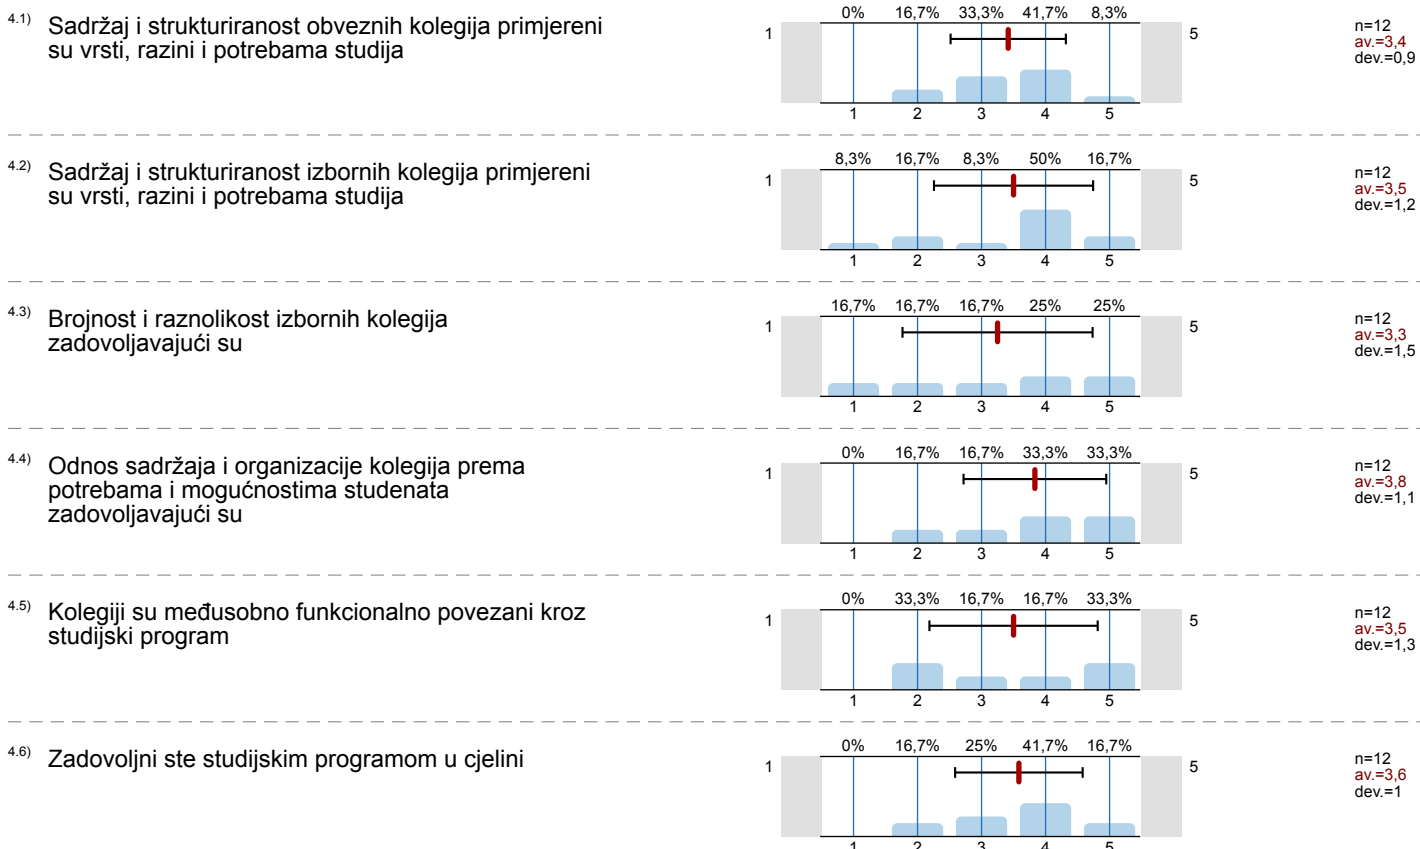 4.1) Sadržaj i strukturiranost obveznih kolegija primjereni
su vrsti, razini i potrebama studija
0% 16,7% 33,3% 41,7% 8,3%
1 5
1 2 3 4 5
n=12
av.=3,4
dev.=0,9
4.2) Sadržaj i strukturiranost izbornih kolegija primjereni
su vrsti, razini i potrebama studija
8,3% 16,7% 8,3% 50% 16,7%
1 5
1 2 3 4 5
n=12
av.=3,5
dev.=1,2
4.3) Brojnost i raznolikost izbornih kolegija
zadovoljavajući su
16,7% 16,7% 16,7% 25% 25%
1 5
1 2 3 4 5
n=12
av.=3,3
dev.=1,5
4.4) Odnos sadržaja i organizacije kolegija prema
potrebama i mogućnostima studenata
zadovoljavajući su
0% 16,7% 16,7% 33,3% 33,3%
1 5
1 2 3 4 5
n=12
av.=3,8
dev.=1,1
4.5) Kolegiji su međusobno funkcionalno povezani kroz
studijski program
0% 33,3% 16,7% 16,7% 33,3%
1 5
1 2 3 4 5
n=12
av.=3,5
dev.=1,3
4.6) Zadovoljni ste studijskim programom u cjelini
0% 16,7% 25% 41,7% 16,7%
1 5
1 2 3 4 5
n=12
av.=3,6
dev.=1